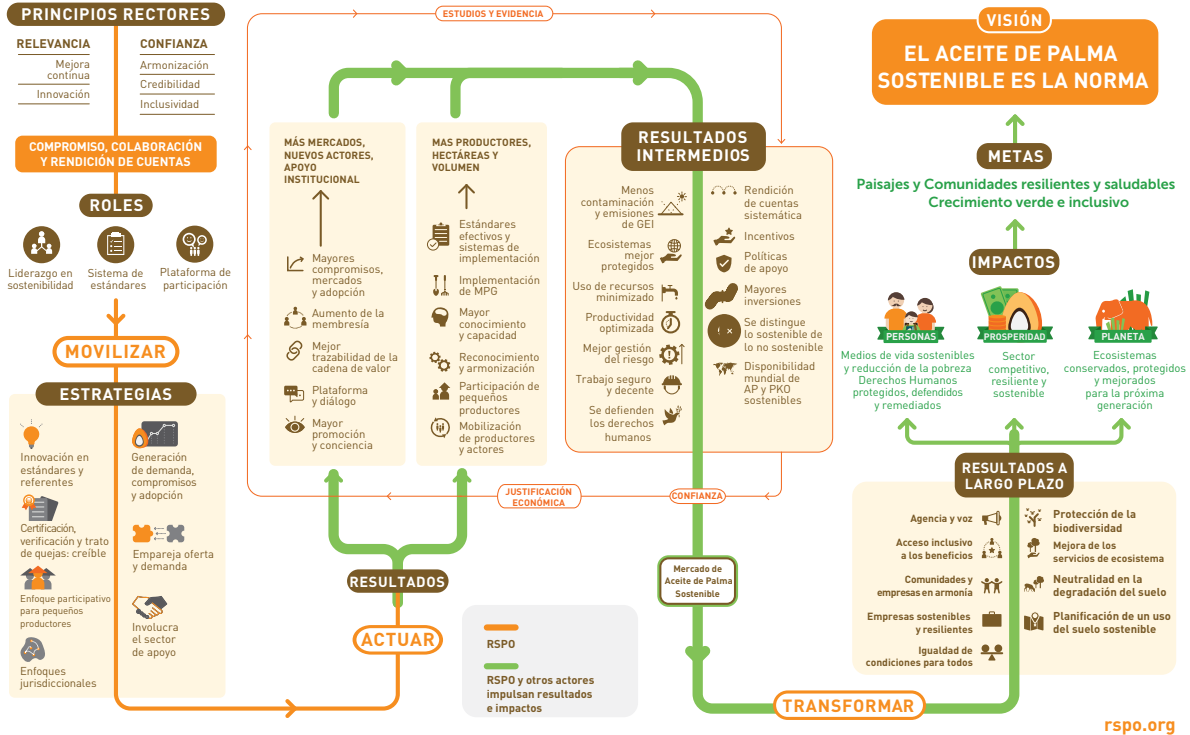 PRINCIPIOS RECTORES
RELEVANCIA
Mejora
continua
Innovación
CONFIANZA
Armonización
Credibilidad
Inclusividad
COMPROMISO, COLABORACIÓN
Y RENDICIÓN DE CUENTAS
ROLES
Liderazgo en
sostenibilidad
Sistema de
estándares
Plataforma de
participación
MOVILIZAR
ESTRATEGIAS
Innovación en
estándares y
referentes
Certificación,
verificación y trato
de quejas: creíble
Enfoque participativo
para pequeños
productores
Enfoques
jurisdiccionales
Generación
de demanda,
compromisos
y adopción
Empareja oferta
y demanda
Involucra
el sector
de apoyo
ESTUDIOS Y EVIDENCIA
MÁS MERCADOS,
NUEVOS ACTORES,
APOYO
INSTITUCIONAL
Mayores
compromisos,
mercados
y adopción
Aumento de la
membresía
Mejor
trazabilidad de la
cadena de valor
Plataforma
y diálogo
Mayor
promoción
y conciencia
MAS PRODUCTORES,
HECTÁREAS Y
VOLUMEN
Estándares
efectivos y
sistemas de
implementación
Implementación
de MPG
Mayor
conocimiento
y capacidad
Reconocimiento
y armonización
Participación de
pequeños
productores
Mobilización
de productores
y actores
JUSTIFICACIÓN
ECONÓMICA
CONFIANZA
RESULTADOS
ACTUAR
RSPO
RSPO y otros actores
impulsan resultados
e impactos
RESULTADOS
INTERMEDIOS
Menos
contaminación
y emisiones
de GEI
Ecosistemas
mejor
protegidos
Uso de recursos
minimizado
Productividad
optimizada
Mejor gestión
del riesgo
Trabajo seguro
y decente
Se defienden
los derechos
humanos
Rendición
de cuentas
sistemática
Incentivos
Políticas
de apoyo
Mayores
inversiones
Se distingue
lo sostenible de
lo no sostenible
Disponibilidad
mundial de
AP y PKO
sostenibles
Mercado de
Aceite de Palma
Sostenible
TRANSFORMAR
VISIÓN
EL ACEITE DE PALMA
SOSTENIBLE ES LA NORMA
METAS
Paisajes y Comunidades resilientes y saludables
Crecimiento verde e inclusivo
IMPACTOS
PERSONAS
Medios de vida sostenibles
y reducción de la pobreza
Derechos Humanos
protegidos, defendidos
y remediados
PROSPERIDAD
Sector
competitivo,
resiliente y
sostenible
PLANETA
Ecosistemas
conservados, protegidos
y mejorados
para la próxima
generación
RESULTADOS A
LARGO PLAZO
Agencia y voz
Acceso inclusivo
a los beneficios
Comunidades y
empresas en armonía
Empresas sostenibles
y resilientes
Igualdad de
condiciones para todos
Protección de la
biodiversidad
Mejora de los
servicios de ecosistema
Neutralidad en la
degradación del suelo
Planificación de un uso
del suelo sostenible
rspo.org